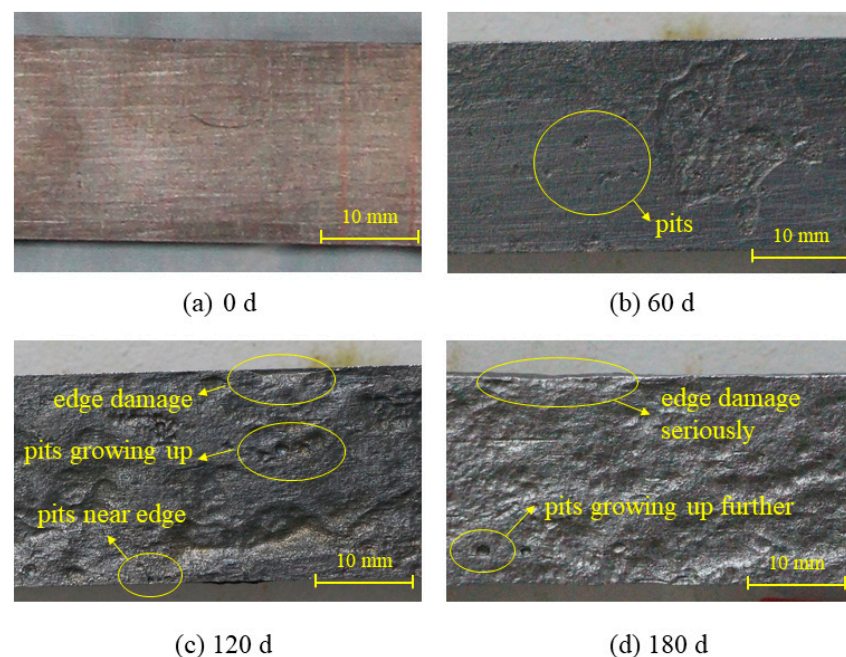 10 mm
(a) 0 d
pits
10 mm
(b) 60 d
edge damage
pits growing up
pits near edge
10 mm
(c) 120 d
edge damage
seriously
pits growing up further
10 mm
(d) 180 d